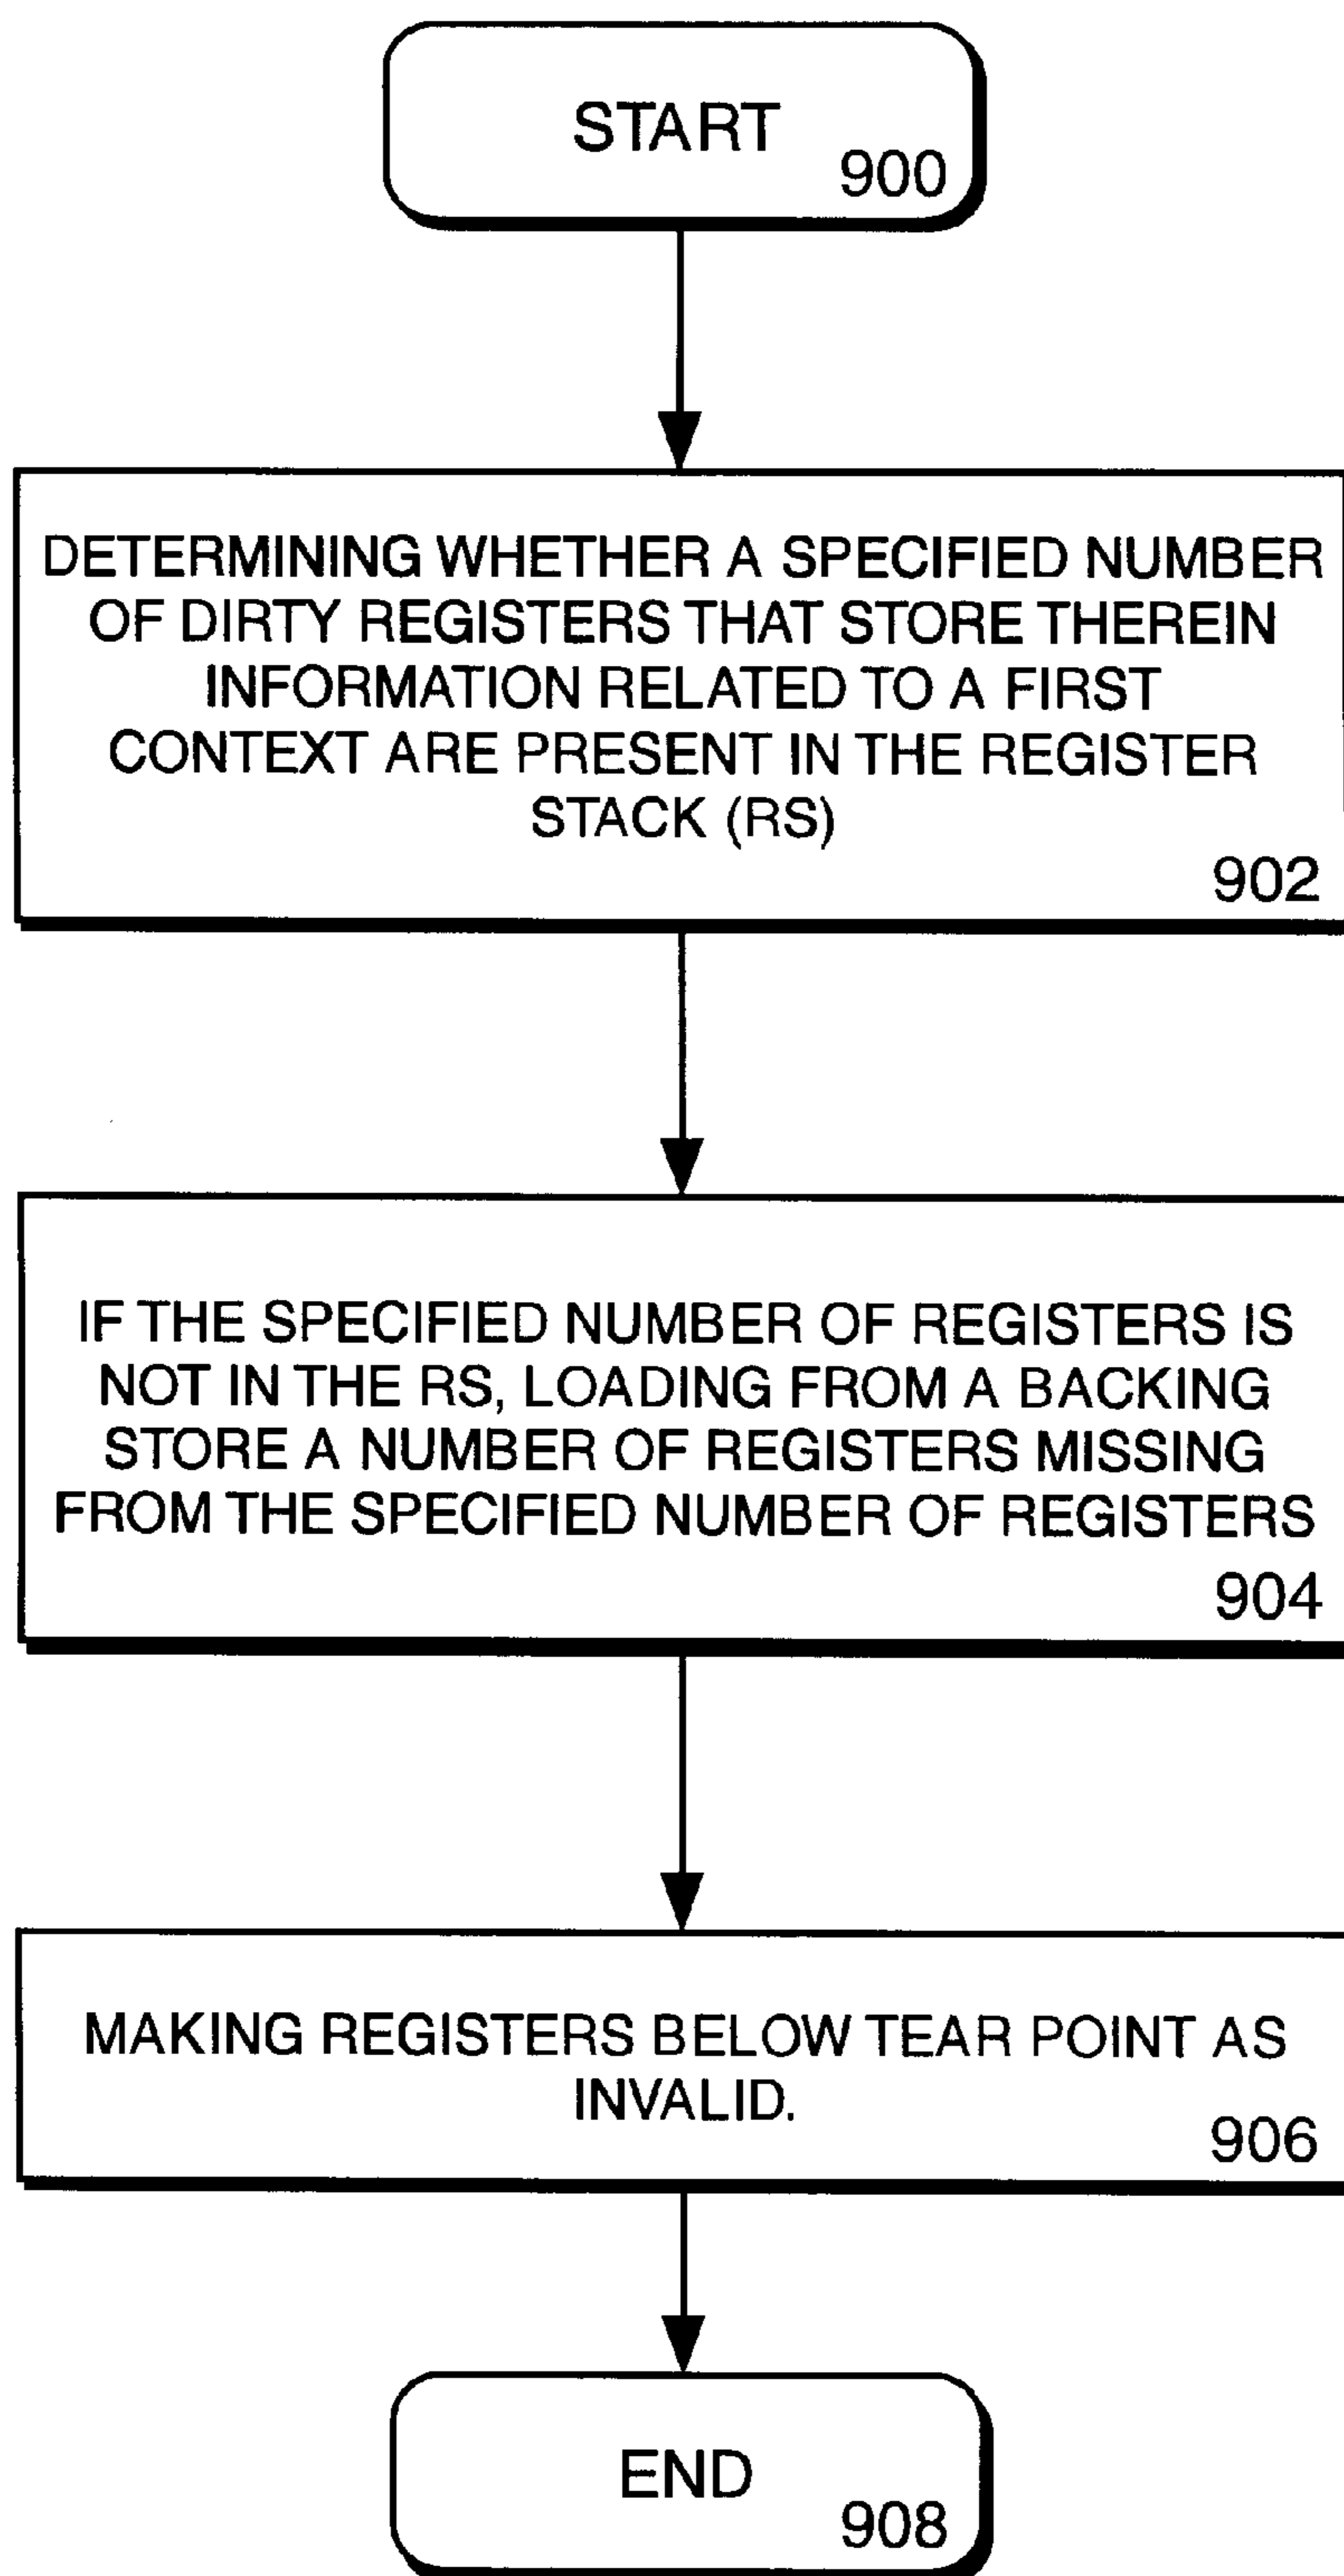 START
900
DETERMINING WHETHER A SPECIFIED NUMBER
OF DIRTY REGISTERS THAT STORE THEREIN
INFORMATION RELATED TO A FIRST
CONTEXT ARE PRESENT IN THE REGISTER
STACK (RS)
902
IF THE SPECIFIED NUMBER OF REGISTERS IS
NOT IN THE RS, LOADING FROM A BACKING
STORE A NUMBER OF REGISTERS MISSING
FROM THE SPECIFIED NUMBER OF REGISTERS
904
MAKING REGISTERS BELOW TEAR POINT AS
INVALID.
906
END
908